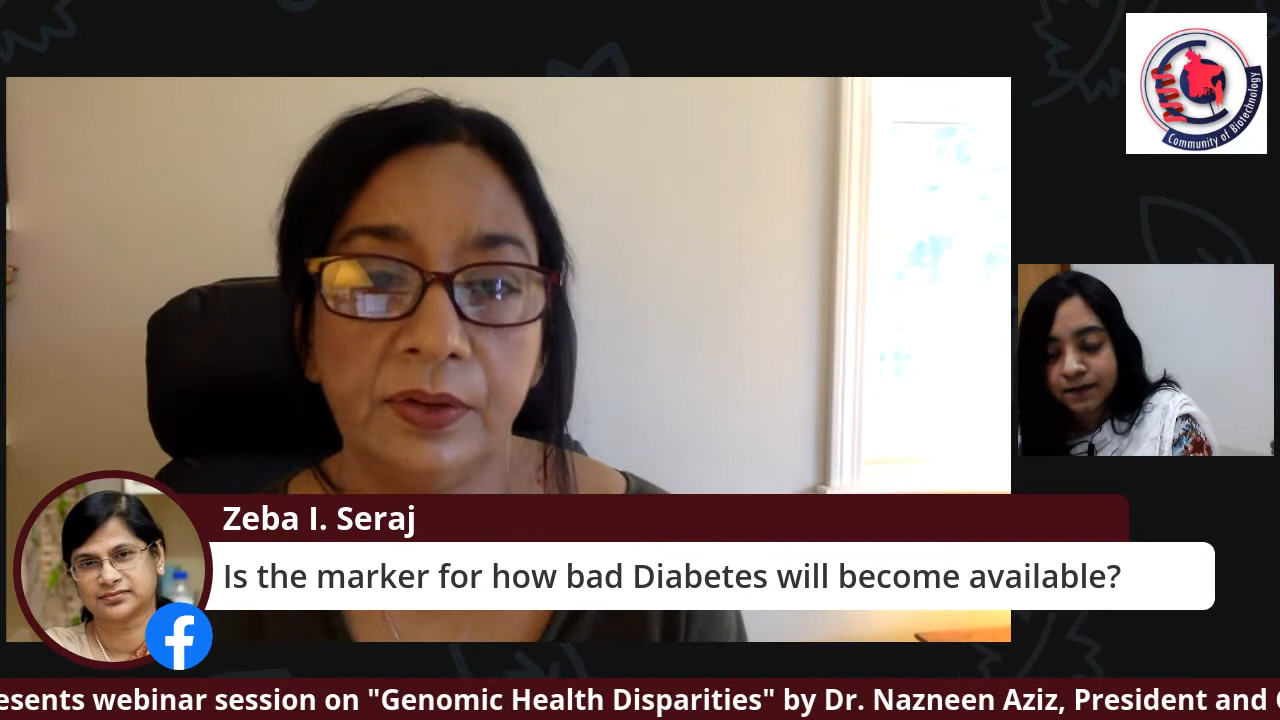 Community of Biotechnology
Zeba I. Seraj
Is the marker for how bad Diabetes will become available?
esents webinar session on "Genomic Health Disparities" by Dr. Nazneen Aziz, President and